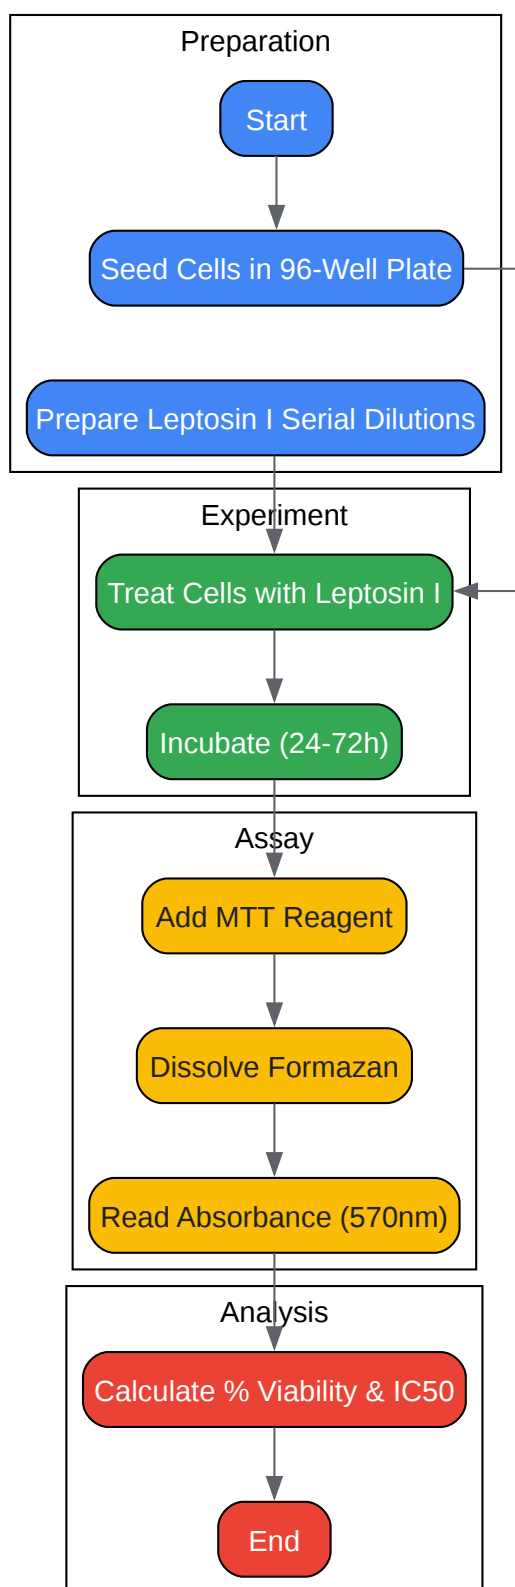 Preparation
Start
Seed Cells in 96-Well Plate
Prepare Leptosin I Serial Dilutions
Experiment
Treat Cells with Leptosin I
Incubate (24-72h)
Assay
Add MTT Reagent
Dissolve Formazan
Read Absorbance (570nm)
Analysis
Calculate % Viability & IC50
End